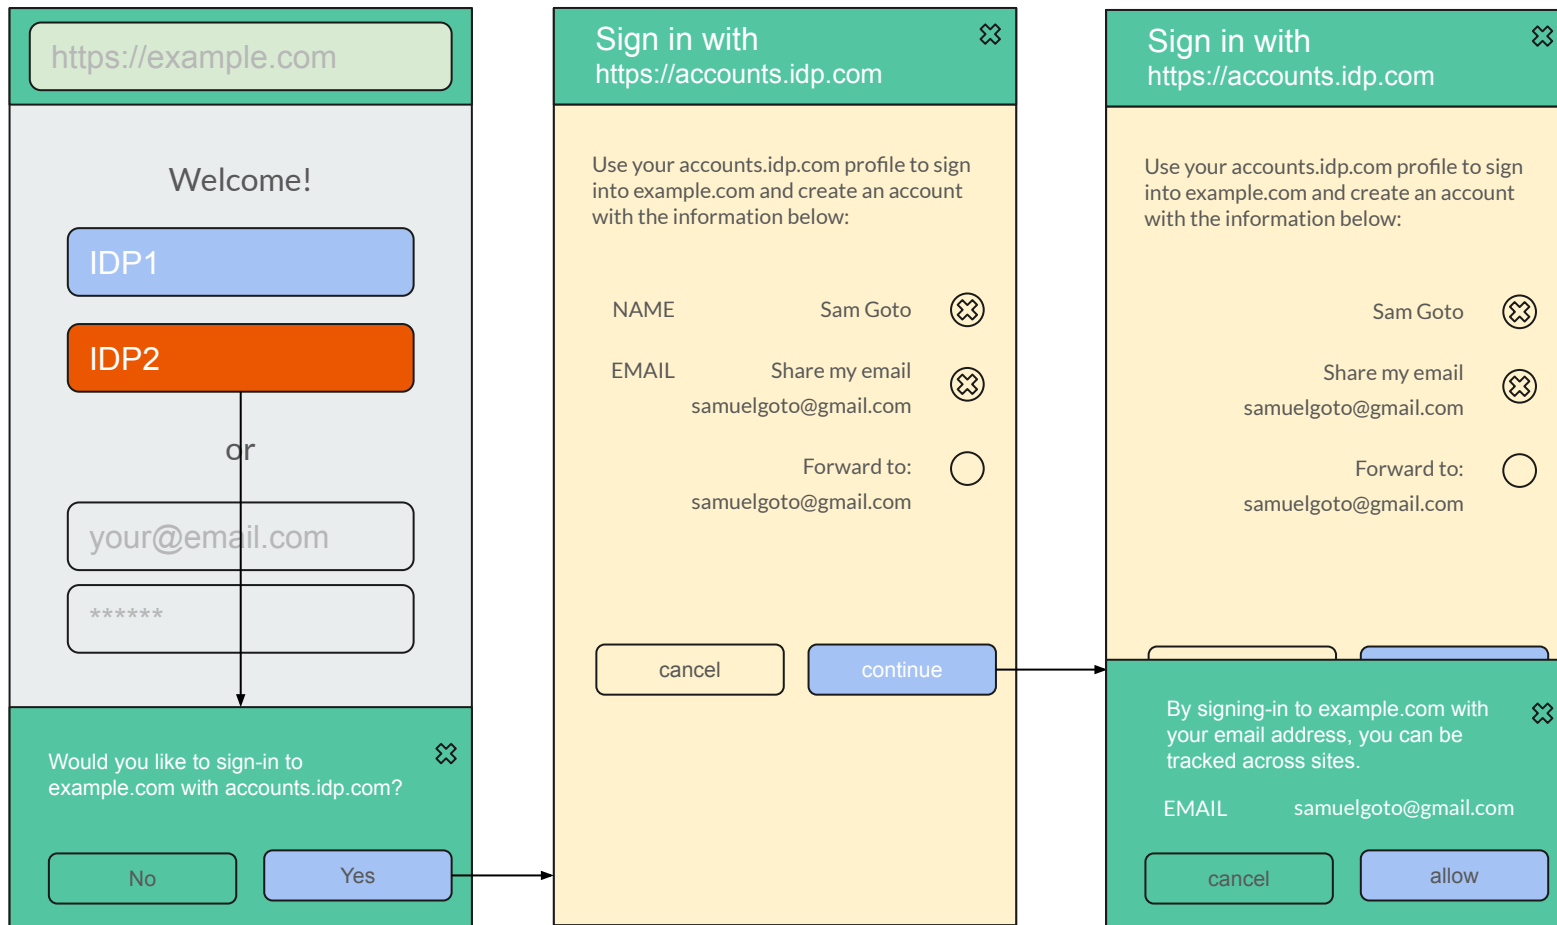 https://example.com
Welcome!
IDP1
IDP2
or
your@email.com
******
Would you like to sign-in to
example.com with accounts.idp.com?
No
Yes
Sign in with
https://accounts.idp.com
Use your accounts.idp.com profile to sign
into example.com and create an account
with the information below:
NAME Sam Goto
EMAIL Share my email
samuelgoto@gmail.com
Forward to:
samuelgoto@gmail.com
cancel
continue
Sign in with
https://accounts.idp.com
Use your accounts.idp.com profile to sign
into example.com and create an account
with the information below:
Sam Goto
Share my email
samuelgoto@gmail.com
Forward to:
samuelgoto@gmail.com
By signing-in to example.com with
your email address, you can be
tracked across sites.
EMAIL samuelgoto@gmail.com
cancel
allow